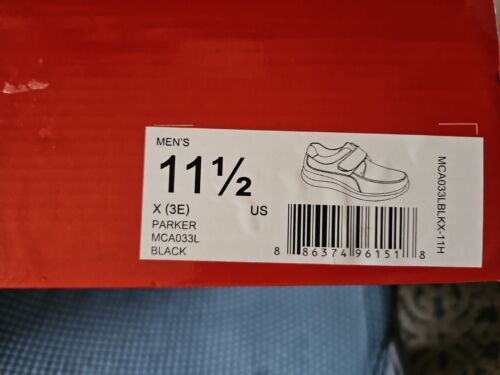 MEN'S
11½
X (3E) US
PARKER
MCA033L
BLACK
8 86374 96151 8
MCA033LBLKX-11H